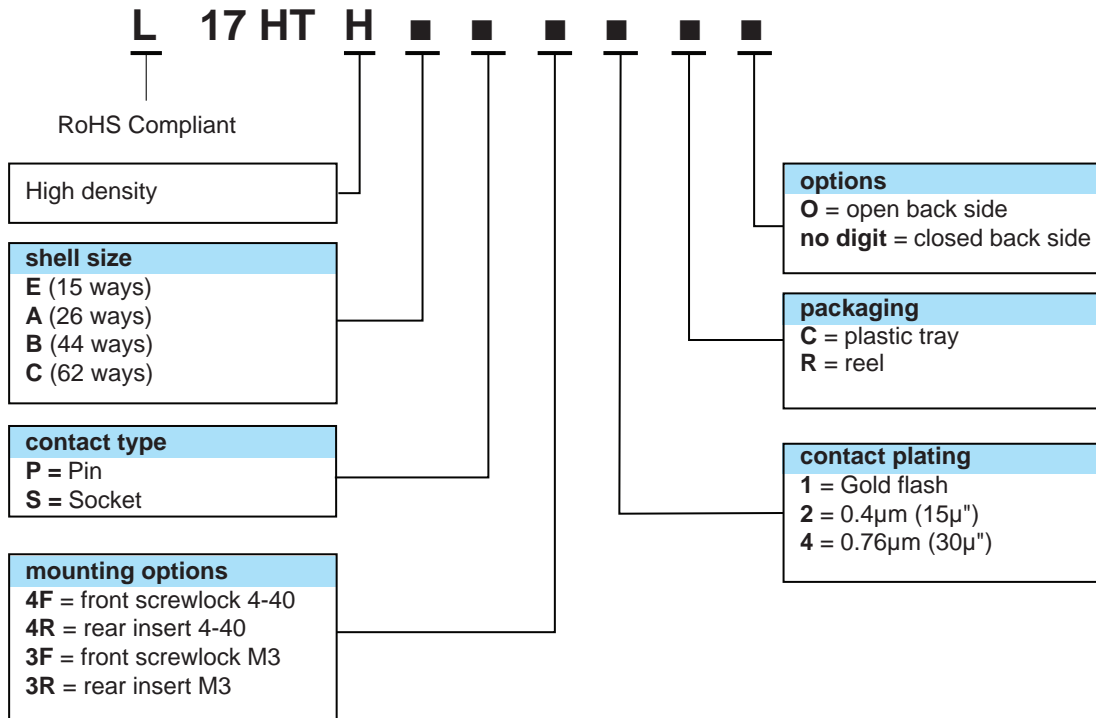 L 17 HT H ■ ■ ■ ■ ■ ■
RoHS Compliant
High density
shell size
E (15 ways)
A (26 ways)
B (44 ways)
C (62 ways)
contact type
P = Pin
S = Socket
mounting options
4F = front screwlock 4-40
4R = rear insert 4-40
3F = front screwlock M3
3R = rear insert M3
options
O = open back side
no digit = closed back side
packaging
C = plastic tray
R = reel
contact plating
1 = Gold flash
2 = 0.4µm (15µ")
4 = 0.76µm (30µ")